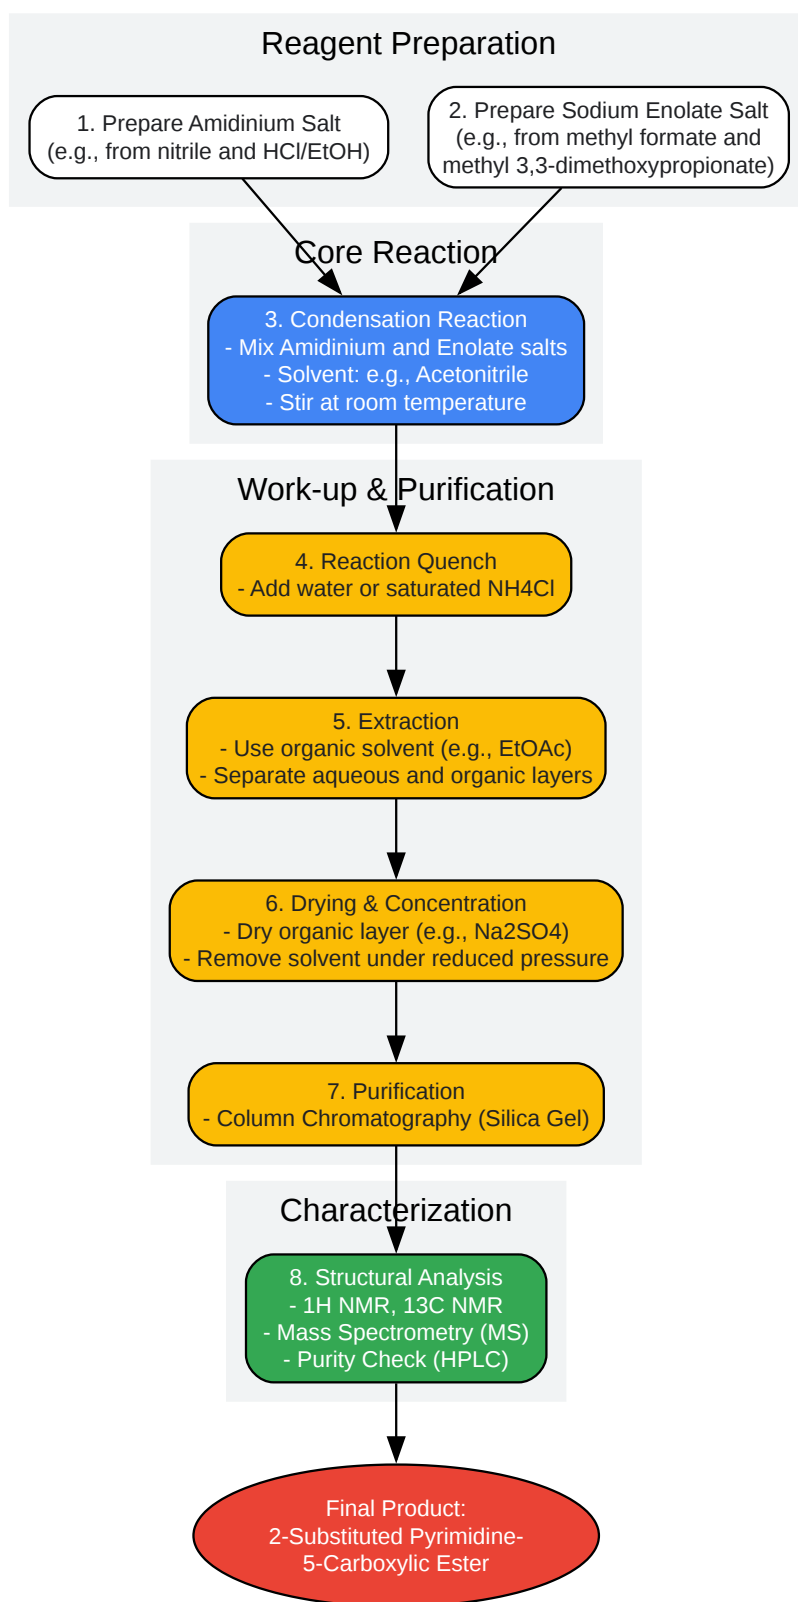 Reagent Preparation
1. Prepare Amidinium Salt
(e.g., from nitrile and HCl/EtOH)
2. Prepare Sodium Enolate Salt
(e.g., from methyl formate and
methyl 3,3-dimethoxypropionate)
Core Reaction
3. Condensation Reaction
- Mix Amidinium and Enolate salts
- Solvent: e.g., Acetonitrile
- Stir at room temperature
Work-up & Purification
4. Reaction Quench
- Add water or saturated NH4Cl
5. Extraction
- Use organic solvent (e.g., EtOAc)
- Separate aqueous and organic layers
6. Drying & Concentration
- Dry organic layer (e.g., Na2SO4)
- Remove solvent under reduced pressure
7. Purification
- Column Chromatography (Silica Gel)
Characterization
8. Structural Analysis
- 1H NMR, 13C NMR
- Mass Spectrometry (MS)
- Purity Check (HPLC)
Final Product:
2-Substituted Pyrimidine-
5-Carboxylic Ester